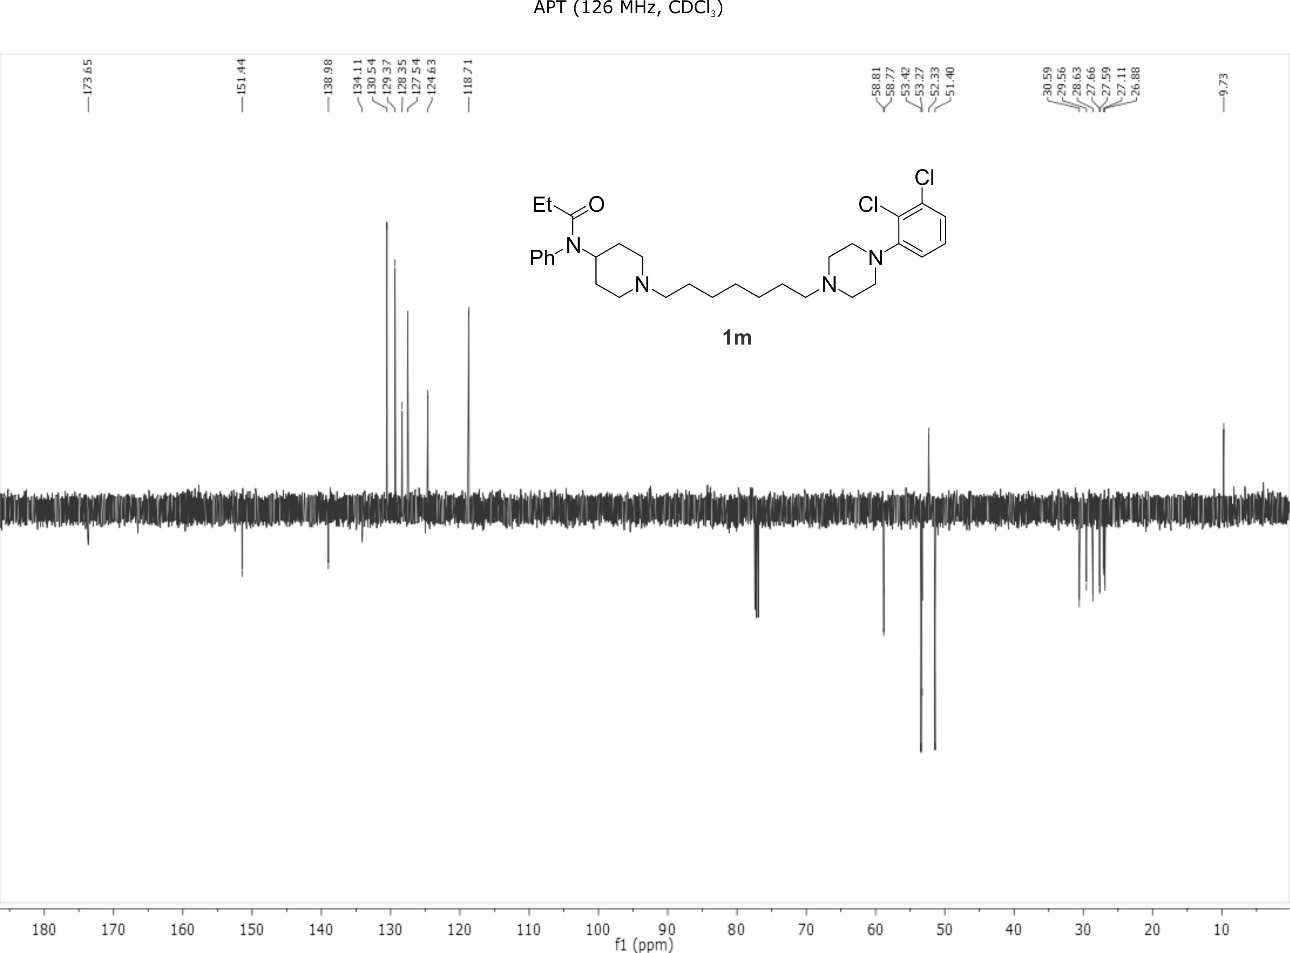 APT (126 MHz, CDCl₃)
173.65
151.44
138.98
134.11
130.54
129.37
128.35
127.54
124.63
118.71
58.81
58.77
53.42
53.27
52.33
51.40
30.59
29.56
28.63
27.66
27.59
27.11
26.88
9.73
Cl
Et O Cl
N N
Ph
N N
1m
180 170 160 150 140 130 120 110 100 90 80 70 60 50 40 30 20 10
f1 (ppm)